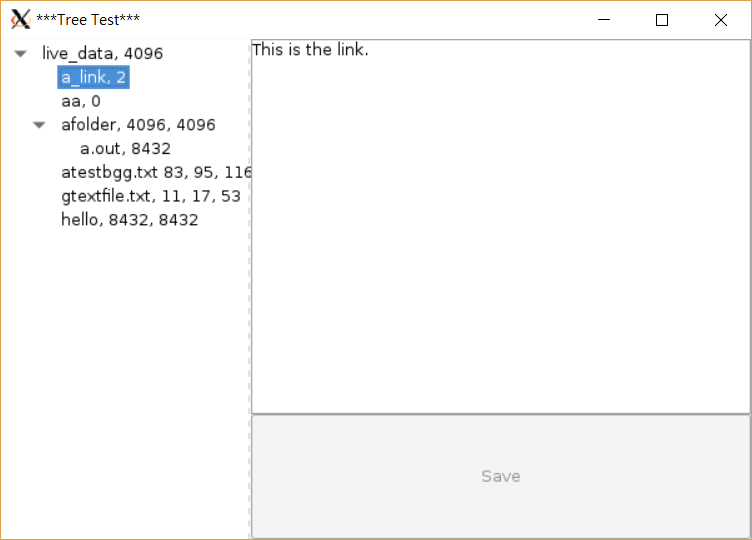 ***Tree Test***
live_data, 4096
a_link, 2
aa, 0
afolder, 4096, 4096
a.out, 8432
atestbgg.txt 83, 95, 116
gtextfile.txt, 11, 17, 53
hello, 8432, 8432
This is the link.
Save